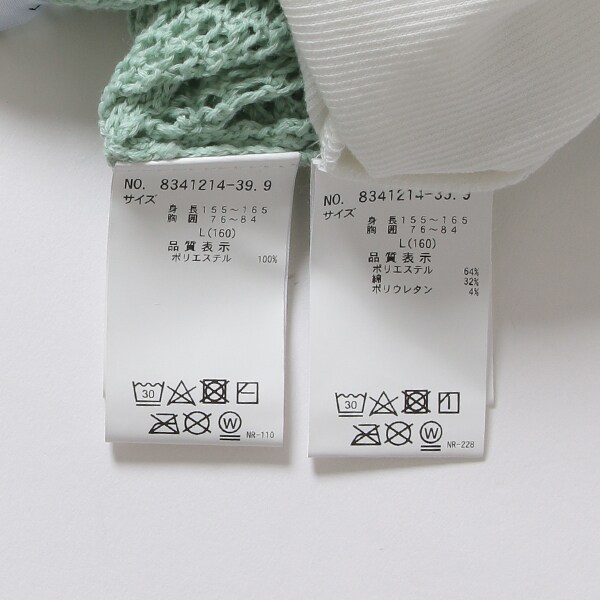 NO. 8341214-39.9
サイズ
身長 155~165
胸囲 76~84
L(160)
品質表示
ポリエステル 100%
30
W
NR-110
NO. 8341214-39.9
サイズ
身長 155~165
胸囲 76~84
L(160)
品質表示
ポリエステル 64%
綿 32%
ポリウレタン 4%
30
W
NR-228